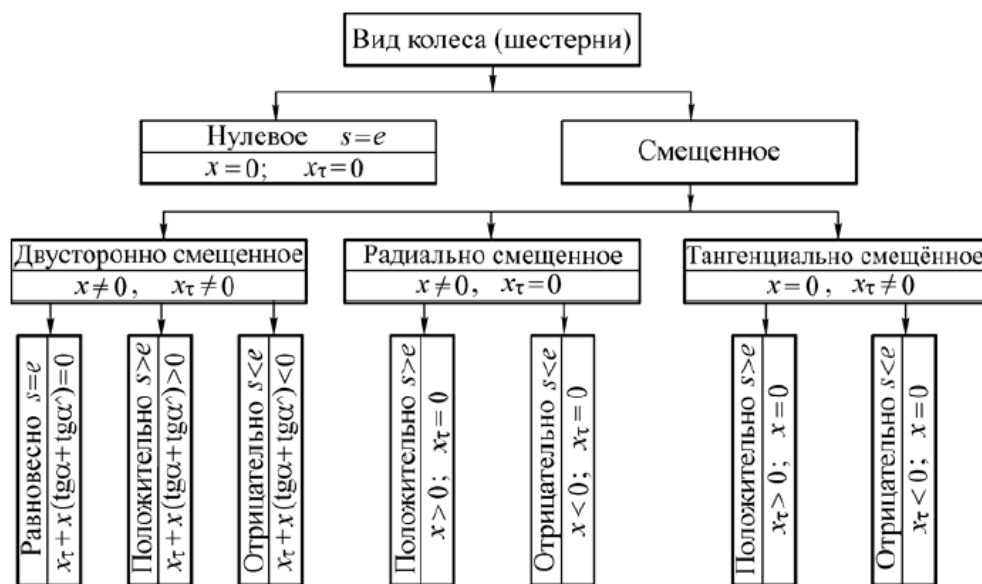 Вид колеса (шестерни)
Нулевое s=e
x=0; xτ=0
Смещенное
Двусторонно смещенное
x≠0, xτ≠0
Радиально смещенное
x≠0, xτ=0
Тангенциально смещённое
x=0, xτ≠0
Равновесно s=e
xτ+x(tgα+tgα`)=0
Положительно s>e
xτ+x(tgα+tgα`)>0
Отрицательно s<e
xτ+x(tgα+tgα`)<0
Положительно s>e
x>0; xτ=0
Отрицательно s<e
x<0; xτ=0
Положительно s>e
xτ>0; x=0
Отрицательно s<e
xτ<0; x=0